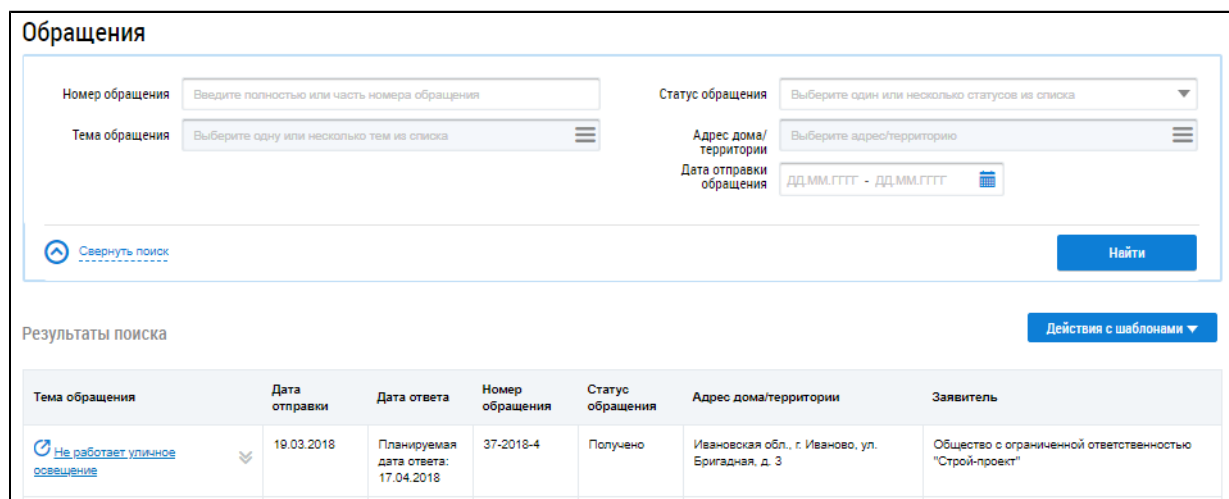 Обращения
Номер обращения
Введите полностью или часть номера обращения
Статус обращения
Выберите один или несколько статусов из списка
Тема обращения
Выберите одну или несколько тем из списка
Адрес дома/
территории
Выберите адрес/территорию
Дата отправки
обращения
ДД.ММ.ГГГГ - ДД.ММ.ГГГГ
Свернуть поиск
Найти
Результаты поиска
Действия с шаблонами
Тема обращения
Дата
отправки
Дата ответа
Номер
обращения
Статус
обращения
Адрес дома/территории
Заявитель
Не работает уличное
освещение
19.03.2018
Планируемая
дата ответа:
17.04.2018
37-2018-4
Получено
Ивановская обл., г. Иваново, ул.
Бригадная, д. 3
Общество с ограниченной ответственностью
"Строй-проект"